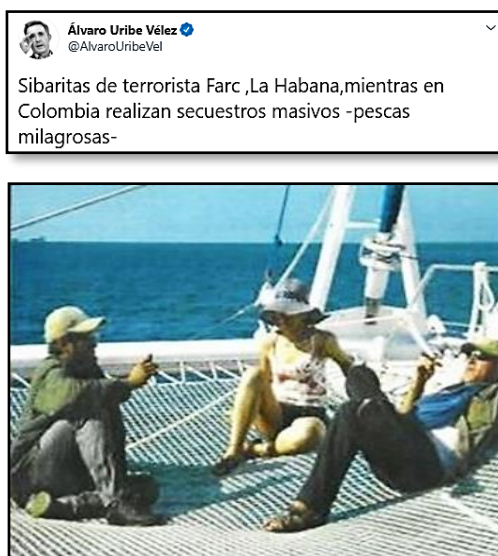 Álvaro Uribe Vélez
@AlvaroUribeVel
Sibaritas de terrorista Farc ,La Habana,mientras en
Colombia realizan secuestros masivos -pescas
milagrosas-